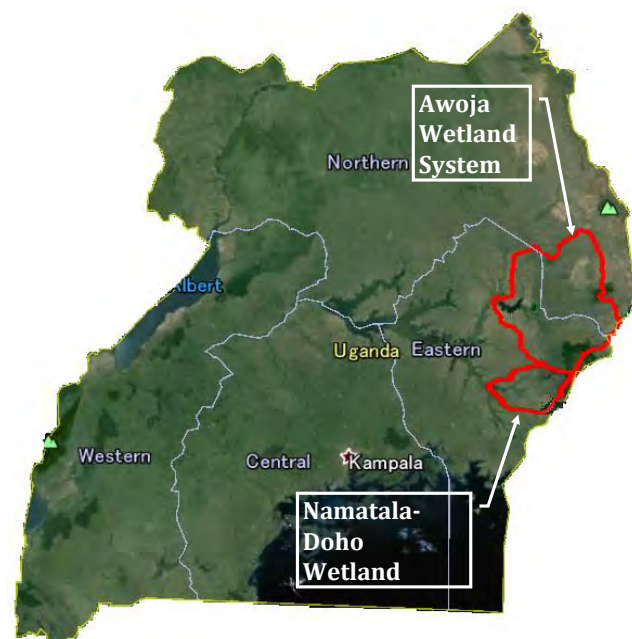 Awoja
Wetland
System
Northern
Albert
Uganda Eastern
Western
Central
Kampala
Namatala-
Doho
Wetland